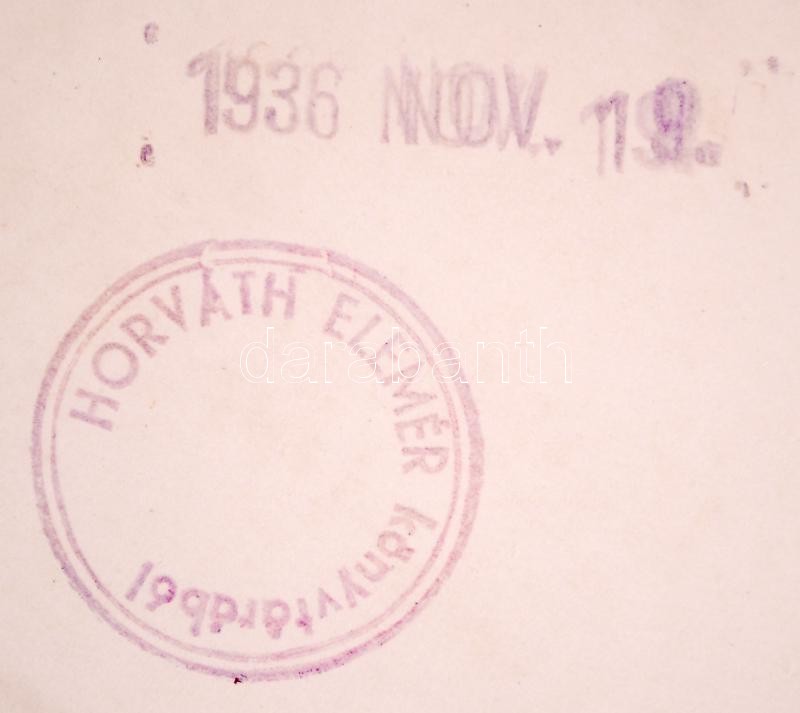 1936 NOV. 19.
HORVÁTH ELEMÉR könyvtárából
darabanth